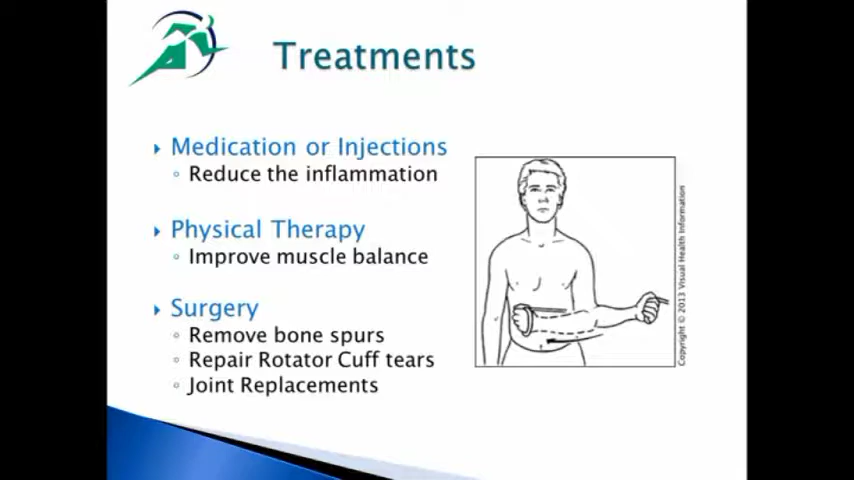 Treatments
Medication or Injections
Reduce the inflammation
Physical Therapy
Improve muscle balance
Surgery
Remove bone spurs
Repair Rotator Cuff tears
Joint Replacements
Copyright © 2013 Visual Health Information